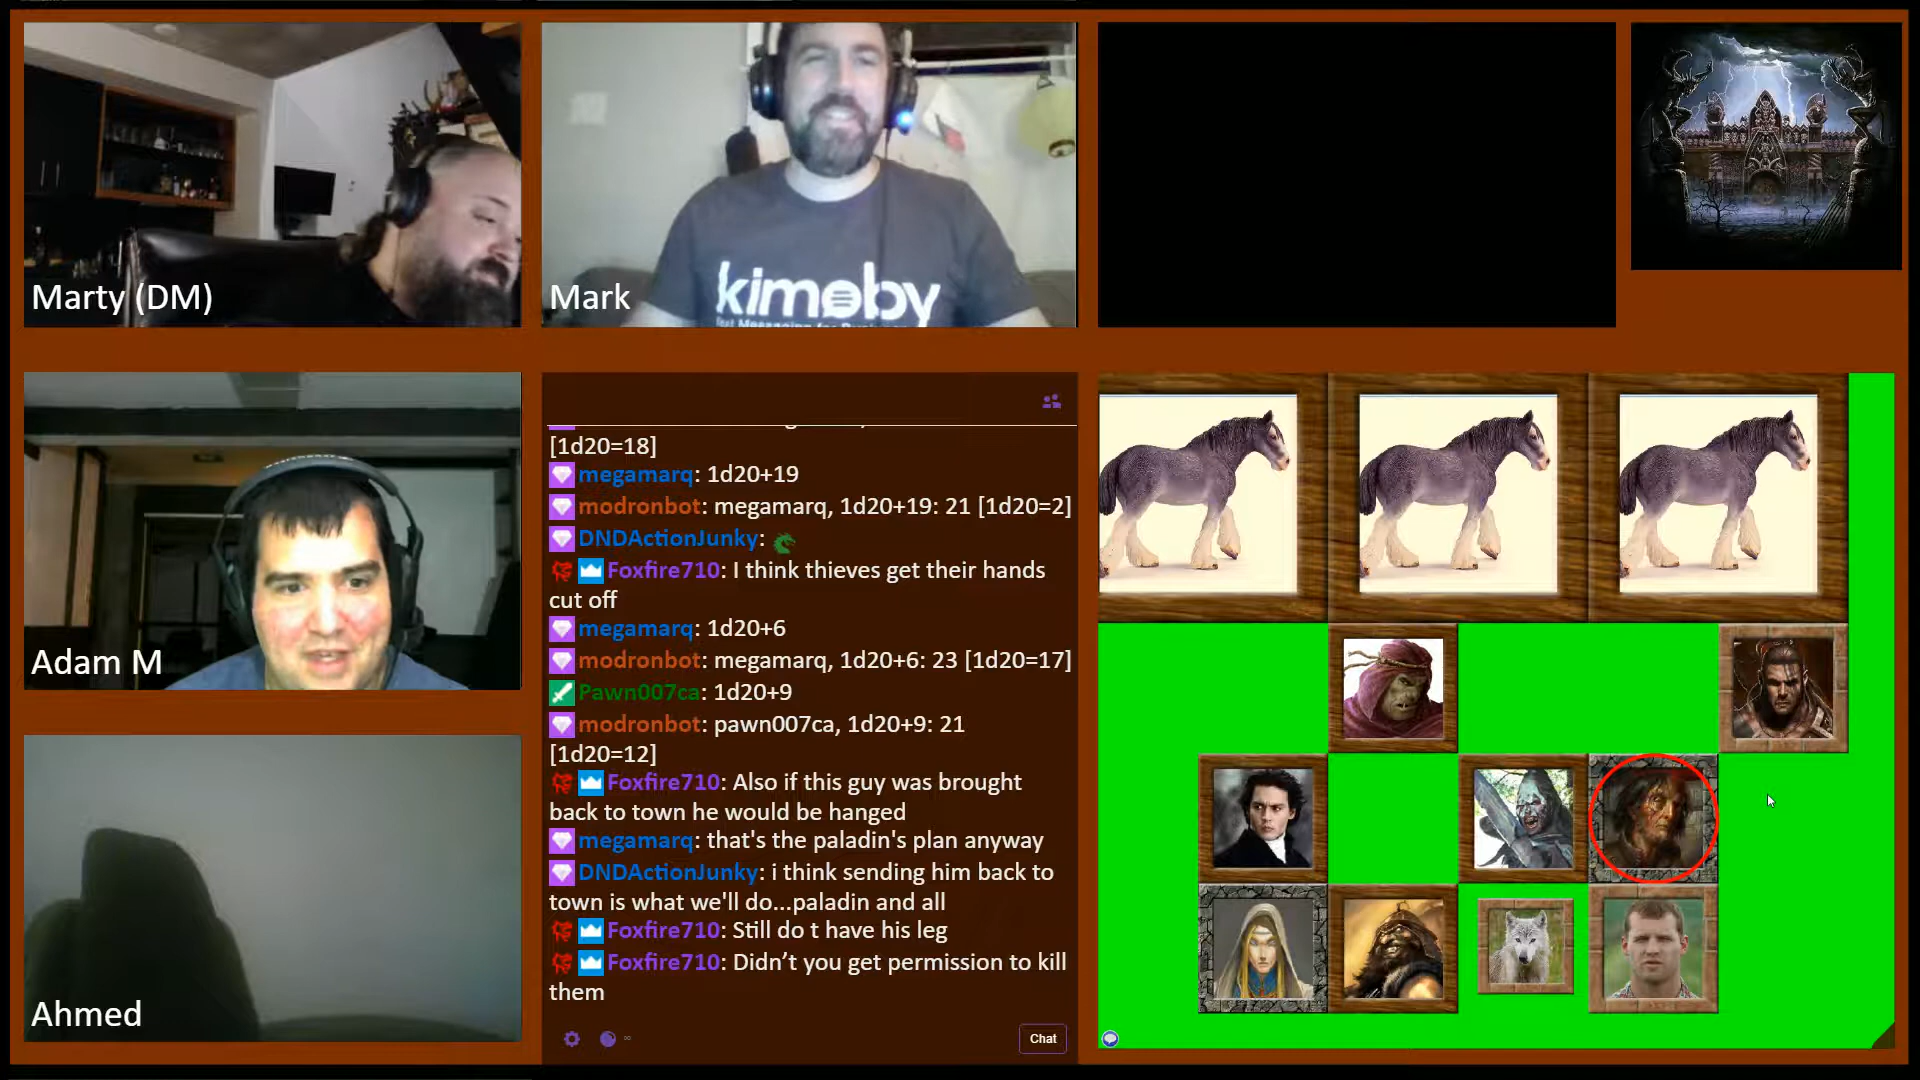 Marty (DM)
Mark
kimoby
Adam M
Ahmed
[1d20=18]
megamarq: 1d20+19
modronbot: megamarq, 1d20+19: 21 [1d20=2]
DNDActionJunky:
Foxfire710: I think thieves get their hands
cut off
megamarq: 1d20+6
modronbot: megamarq, 1d20+6: 23 [1d20=17]
Pawn007ca: 1d20+9
modronbot: pawn007ca, 1d20+9: 21
[1d20=12]
Foxfire710: Also if this guy was brought
back to town he would be hanged
megamarq: that's the paladin's plan anyway
DNDActionJunky: i think sending him back to
town is what we'll do...paladin and all
Foxfire710: Still do t have his leg
Foxfire710: Didn’t you get permission to kill
them
Chat